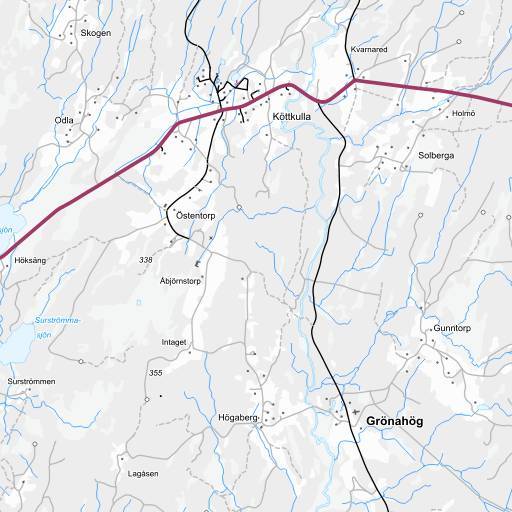 Skogen
Kvarnared
Odla
Köttkulla
Holmö
Solberga
Östentorp
sjön
Höksäng
338
Åbjörnstorp
Surströmma-
sjön
Gunntorp
Intaget
355
Surströmmen
Högaberg
Grönahög
Lagåsen